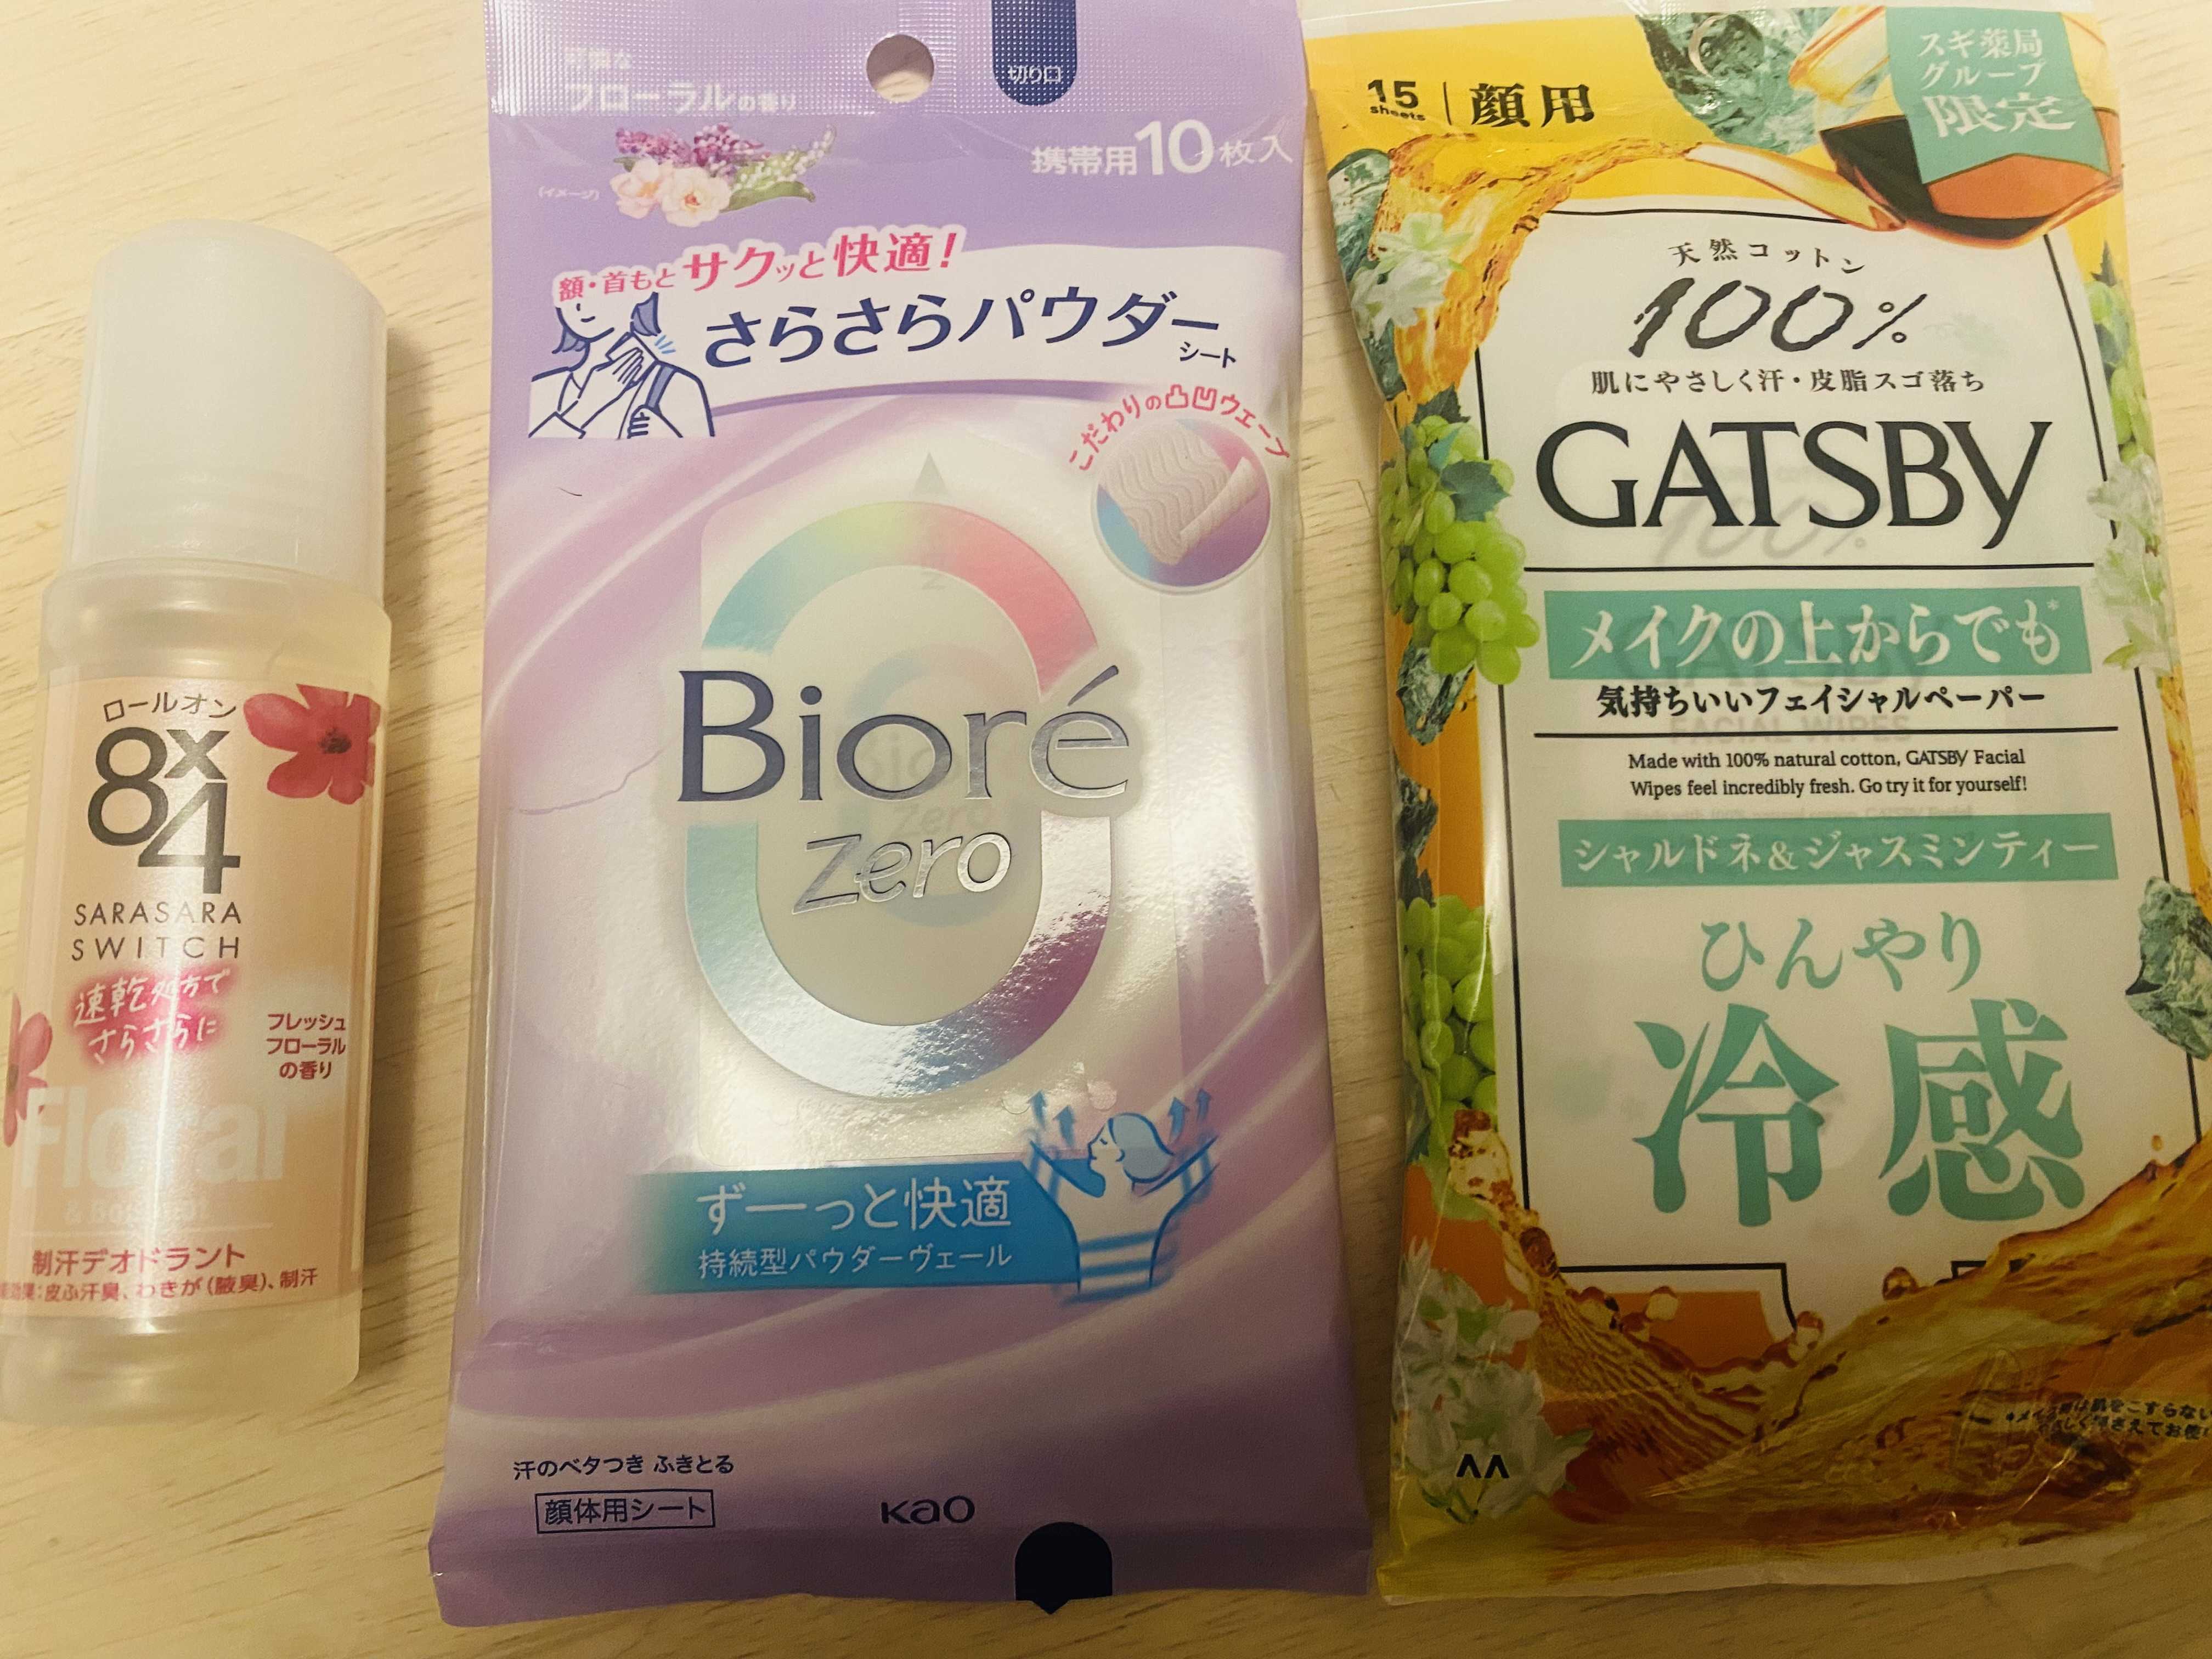 ロールオン
8x4
SARASARA
SWITCH
速乾処方で
さらさらに
フレッシュ
フローラル
の香り
Floral
制汗デオドラント
皮ふ汗臭、わきが(腋臭)、制汗
フローラルの香り
(イメージ)
切り口
携帯用10枚入
額・首もとサクッと快適!
さらさらパウダー
シート
こだわりの凸凹ウェーブ
Bioré
Zero
ずーっと快適
持続型パウダーヴェール
汗のベタつき ふきとる
顔体用シート
Kao
15
sheets
顔用
スギ薬局
グループ
限定
天然コットン
100%
肌にやさしく汗・皮脂スゴ落ち
GATSBY
メイクの上からでも*
気持ちいいフェイシャルペーパー
Made with 100% natural cotton, GATSBY Facial
Wipes feel incredibly fresh. Go try it for yourself!
シャルドネ&ジャスミンティー
ひんやり
冷感